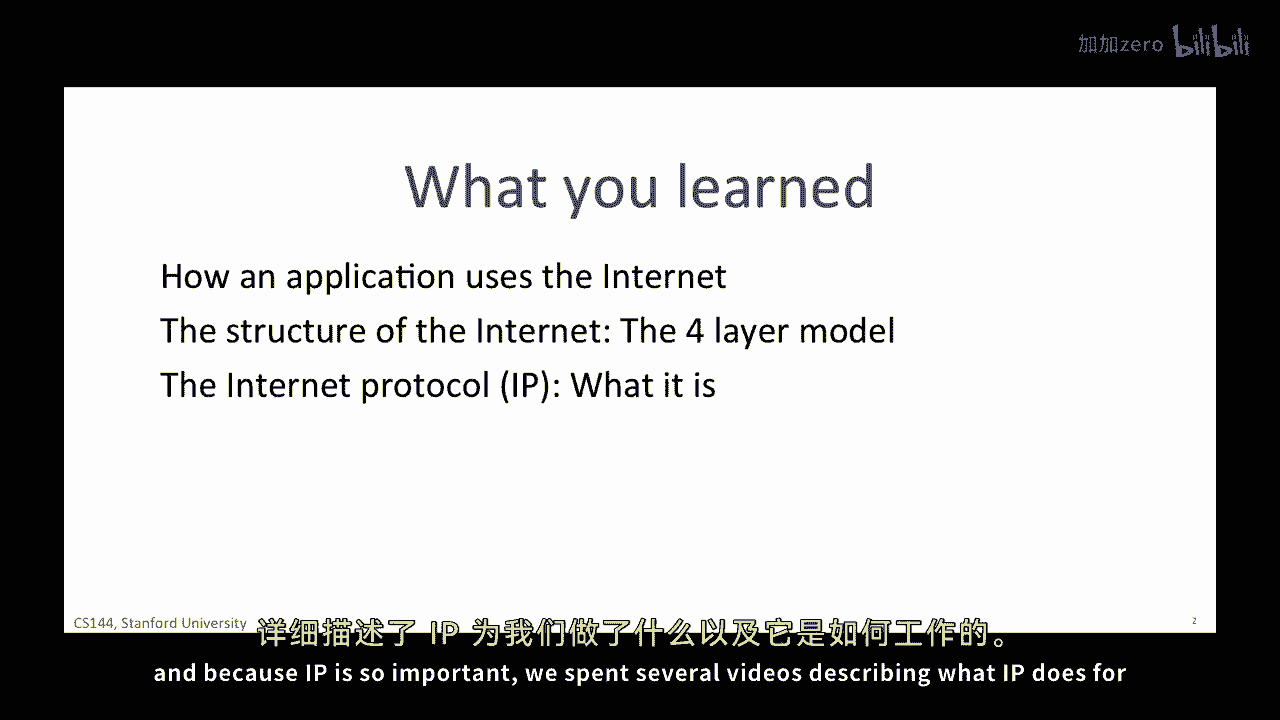 加加zero bilibili
What you learned
How an application uses the Internet
The structure of the Internet: The 4 layer model
The Internet protocol (IP): What it is
CS144, Stanford University
2
详细描述了 IP 为我们做了什么以及它是如何工作的。
and because IP is so important, we spent several videos describing what IP does for